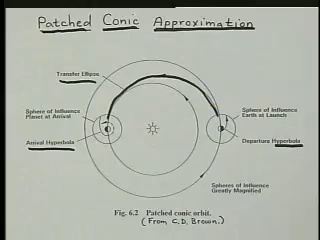 Patched Conic Approximation
Transfer Ellipse
Sphere of Influence
Planet at Arrival
Arrival Hyperbola
Sphere of Influence
Earth at Launch
Departure Hyperbola
Spheres of Influence
Greatly Magnified
Fig. 6.2 Patched conic orbit.
(From C.D. Brown.)